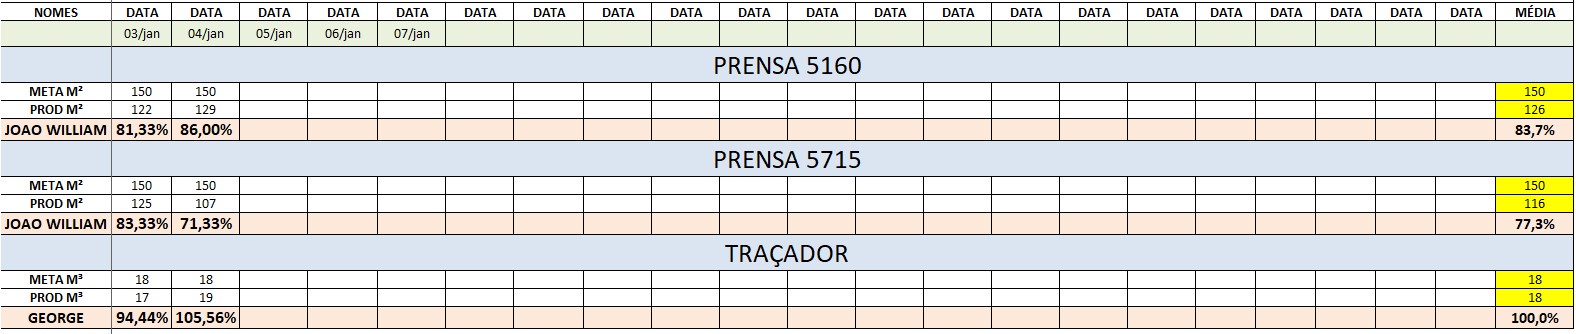 NOMES DATA DATA DATA DATA DATA DATA DATA DATA DATA DATA DATA DATA DATA DATA DATA DATA DATA DATA DATA DATA DATA MÉDIA
03/jan 04/jan 05/jan 06/jan 07/jan
PRENSA 5160
META M² 150 150 150
PROD M² 122 129 126
JOAO WILLIAM 81,33% 86,00% 83,7%
PRENSA 5715
META M² 150 150 150
PROD M² 125 107 116
JOAO WILLIAM 83,33% 71,33% 77,3%
TRAÇADOR
META M³ 18 18 18
PROD M³ 17 19 18
GEORGE 94,44% 105,56% 100,0%